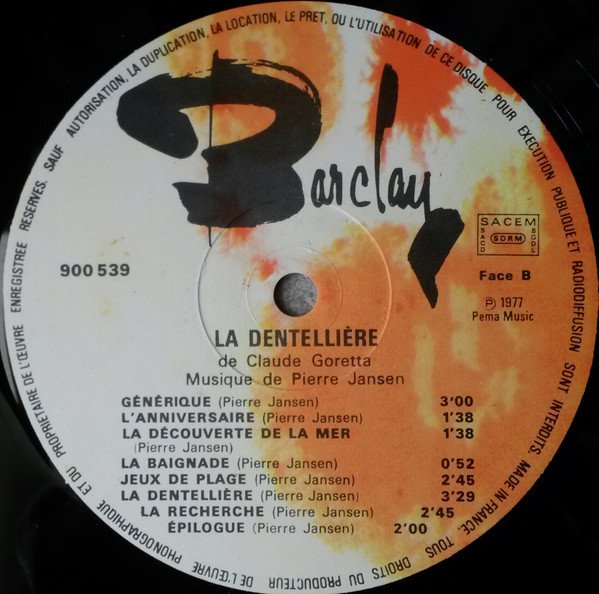 TOUS DROITS DU PRODUCTEUR PHONOGRAPHIQUE ET DU PROPRIETAIRE DE L'ŒUVRE ENREGISTREE RESERVES. SAUF AUTORISATION, LA DUPLICATION, LA LOCATION, LE PRET, OU L'UTILISATION DE CE DISQUE POUR EXECUTION PUBLIQUE ET RADIODIFFUSION SONT INTERDITS. MADE IN FRANCE.
DE L'ŒUVRE
Barclay
SACEM
SACD
SDRM
SGDL
900 539
Face B
℗ 1977
Pema Music
LA DENTELLIÈRE
de Claude Goretta
Musique de Pierre Jansen
GÉNÉRIQUE (Pierre Jansen) 3'00
L'ANNIVERSAIRE (Pierre Jansen) 1'38
LA DÉCOUVERTE DE LA MER 1'38
(Pierre Jansen)
LA BAIGNADE (Pierre Jansen) 0'52
JEUX DE PLAGE (Pierre Jansen) 2'45
LA DENTELLIÈRE (Pierre Jansen) 3'29
LA RECHERCHE (Pierre Jansen) 2'45
ÉPILOGUE (Pierre Jansen) 2'00